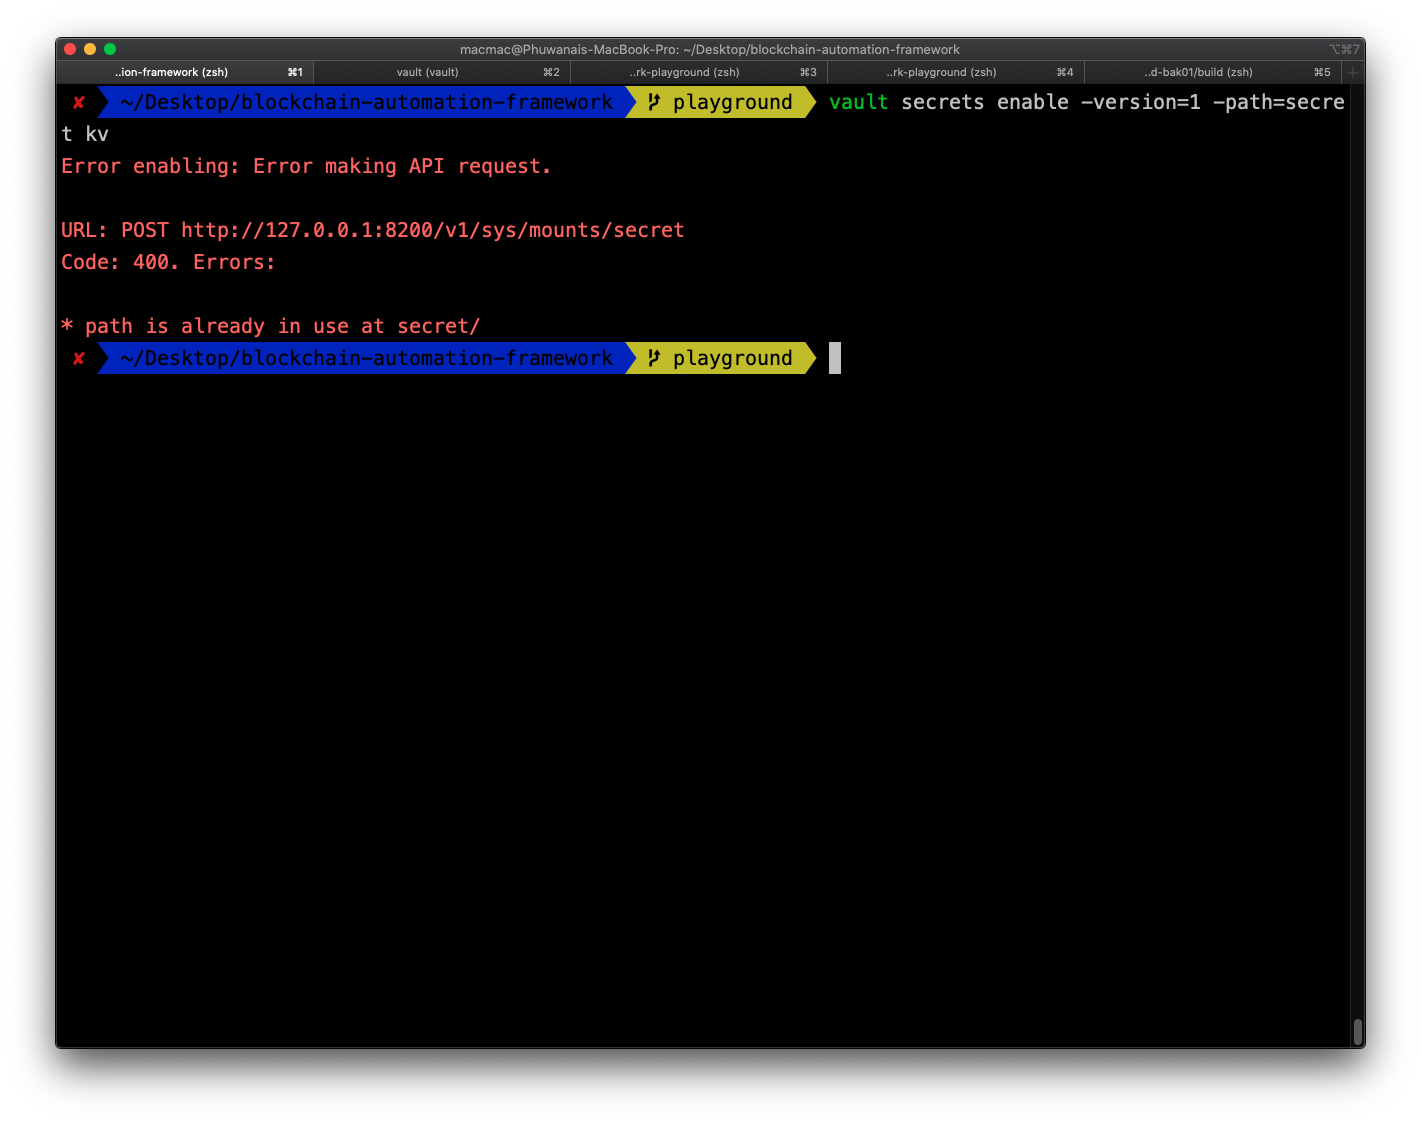 macmac@Phuwanais-MacBook-Pro: ~/Desktop/blockchain-automation-framework ⌥⌘7
..ion-framework (zsh) ⌘1 vault (vault) ⌘2 ..rk-playground (zsh) ⌘3 ..rk-playground (zsh) ⌘4 ..d-bak01/build (zsh) ⌘5 +
✘ ~/Desktop/blockchain-automation-framework playground vault secrets enable -version=1 -path=secre
t kv
Error enabling: Error making API request.
URL: POST http://127.0.0.1:8200/v1/sys/mounts/secret
Code: 400. Errors:
* path is already in use at secret/
✘ ~/Desktop/blockchain-automation-framework playground